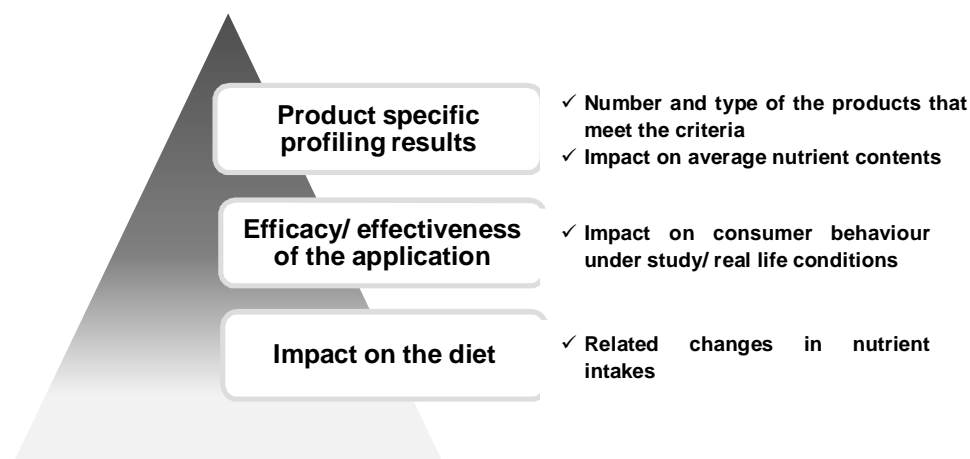 Product specific
profiling results
✓ Number and type of the products that
meet the criteria
✓ Impact on average nutrient contents
Efficacy/ effectiveness
of the application
✓ Impact on consumer behaviour
under study/ real life conditions
Impact on the diet
✓ Related changes in nutrient
intakes